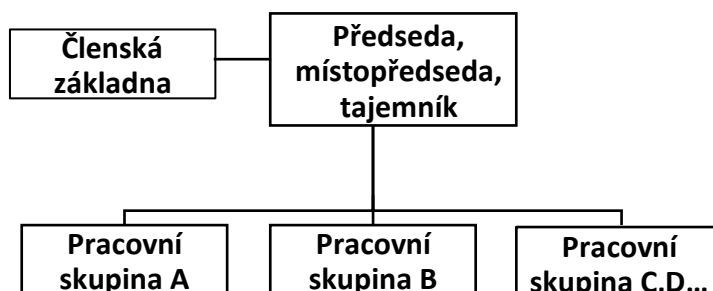 Členská
základna
Předseda,
místopředseda,
tajemník
Pracovní
skupina A
Pracovní
skupina B
Pracovní
skupina C.D...